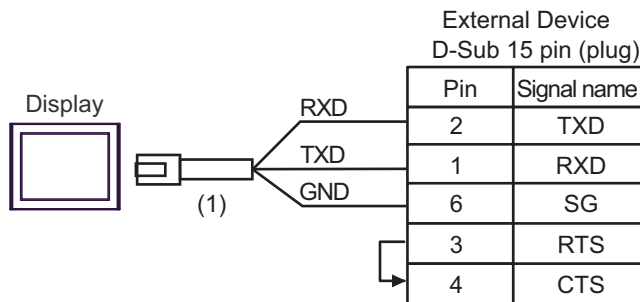 External Device
D-Sub 15 pin (plug)
Pin Signal name
Display
RXD 2 TXD
TXD 1 RXD
(1)
GND 6 SG
3 RTS
4 CTS